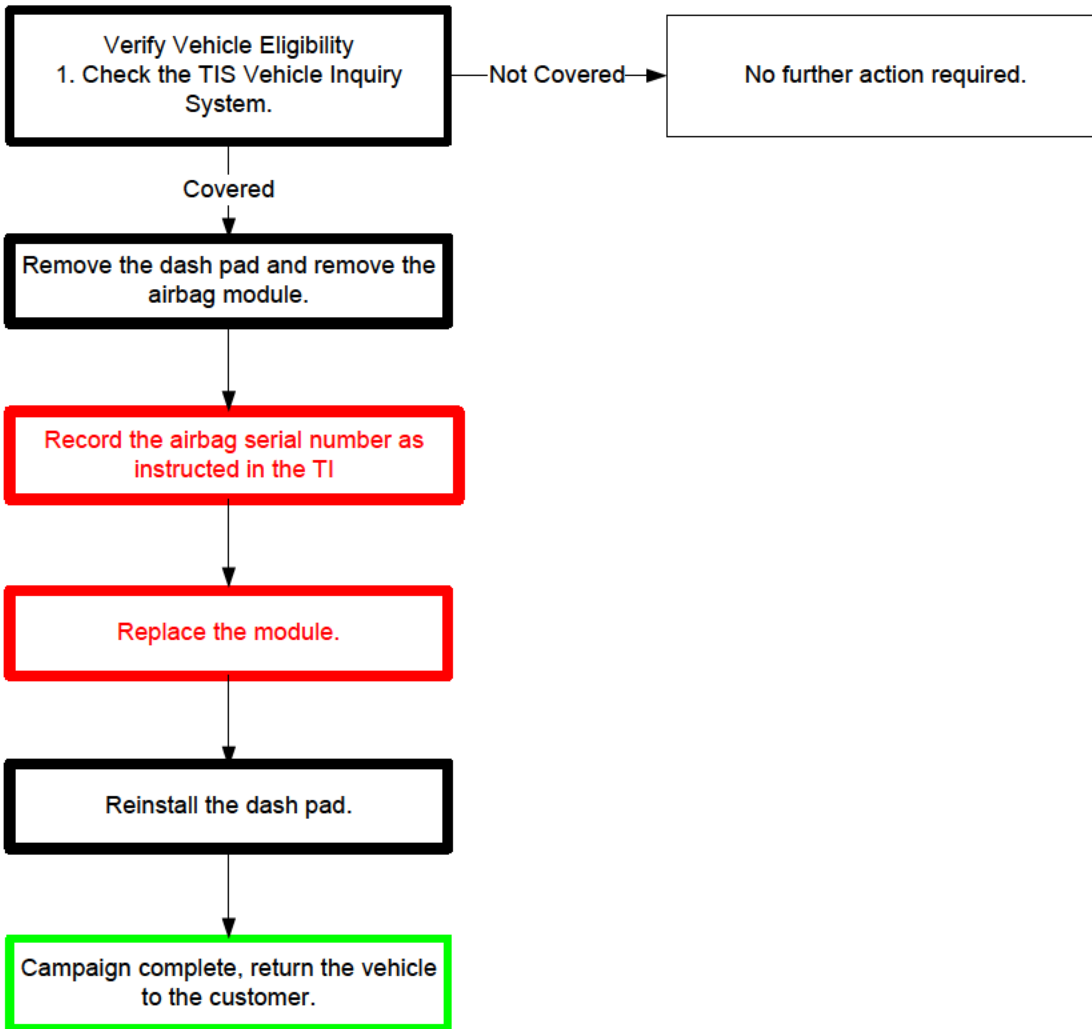 Verify Vehicle Eligibility
1. Check the TIS Vehicle Inquiry
System.
Not Covered
No further action required.
Covered
Remove the dash pad and remove the
airbag module.
Record the airbag serial number as
instructed in the TI
Replace the module.
Reinstall the dash pad.
Campaign complete, return the vehicle
to the customer.